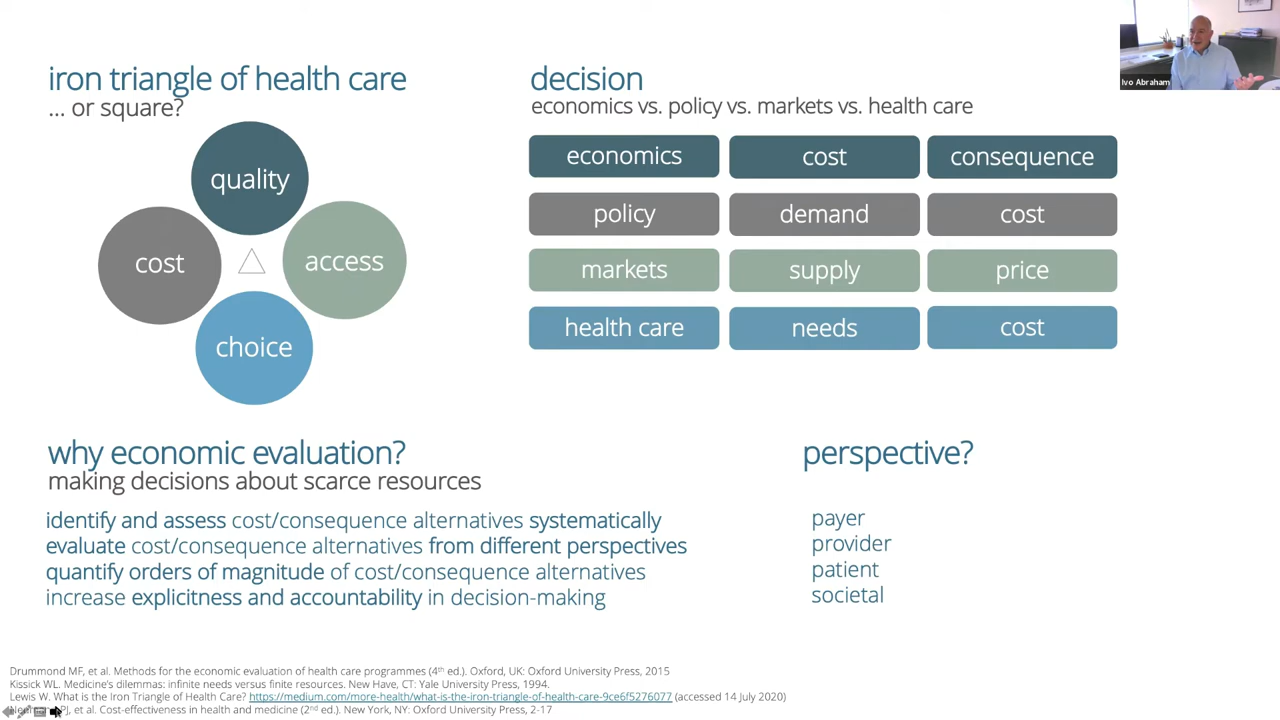 iron triangle of health care
... or square?
quality
cost
access
choice
decision
economics vs. policy vs. markets vs. health care
economics cost consequence
policy demand cost
markets supply price
health care needs cost
Ivo Abraham
why economic evaluation?
making decisions about scarce resources
identify and assess cost/consequence alternatives systematically
evaluate cost/consequence alternatives from different perspectives
quantify orders of magnitude of cost/consequence alternatives
increase explicitness and accountability in decision-making
perspective?
payer
provider
patient
societal
Drummond MF, et al. Methods for the economic evaluation of health care programmes (4th ed.). Oxford, UK: Oxford University Press, 2015
Kissick WL. Medicine's dilemmas: infinite needs versus finite resources. New Have, CT: Yale University Press, 1994.
Lewis W. What is the Iron Triangle of Health Care? https://medium.com/more-health/what-is-the-iron-triangle-of-health-care-9ce6f5276077 (accessed 14 July 2020)
PJ, et al. Cost-effectiveness in health and medicine (2nd ed.). New York, NY: Oxford University Press, 2-17